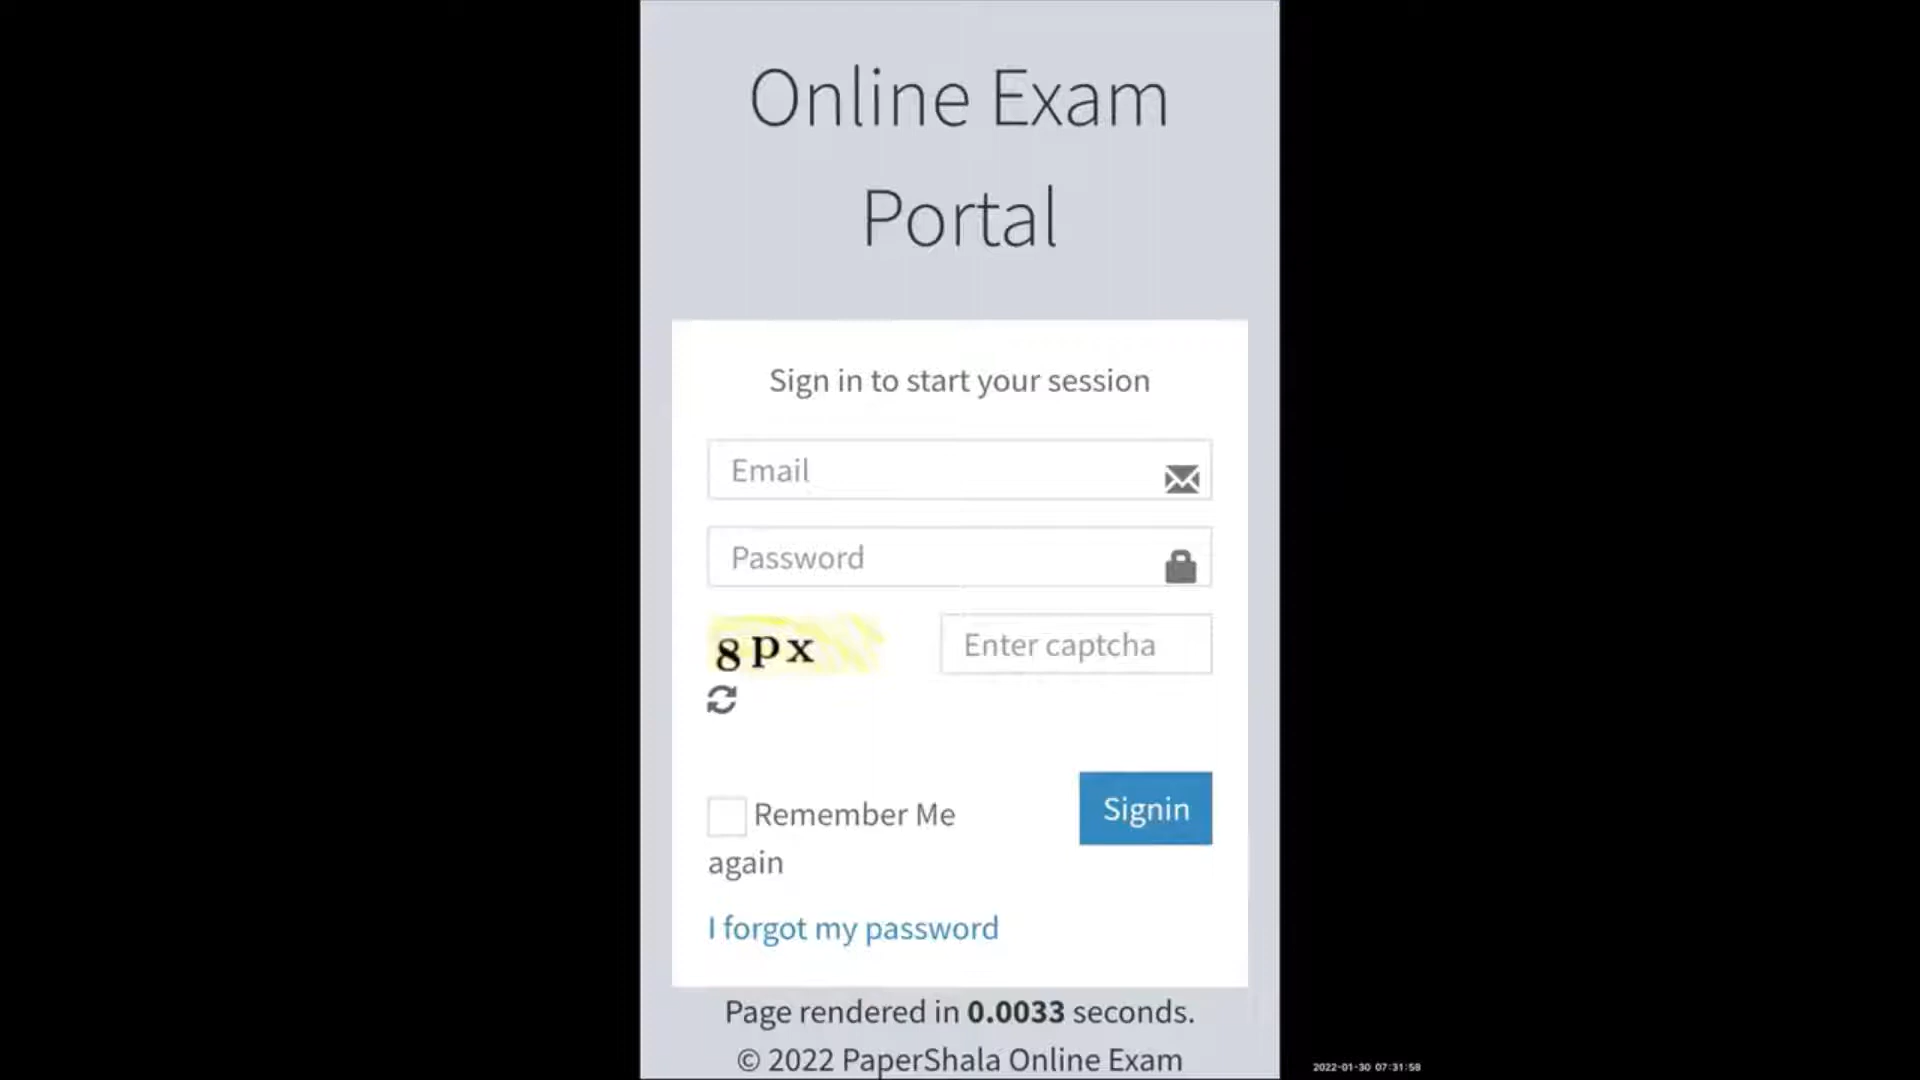 Online Exam
Portal
Sign in to start your session
Email
Password
8px
Enter captcha
Remember Me
again
Signin
I forgot my password
Page rendered in 0.0033 seconds.
© 2022 PaperShala Online Exam
2022-01-30 07:31:58